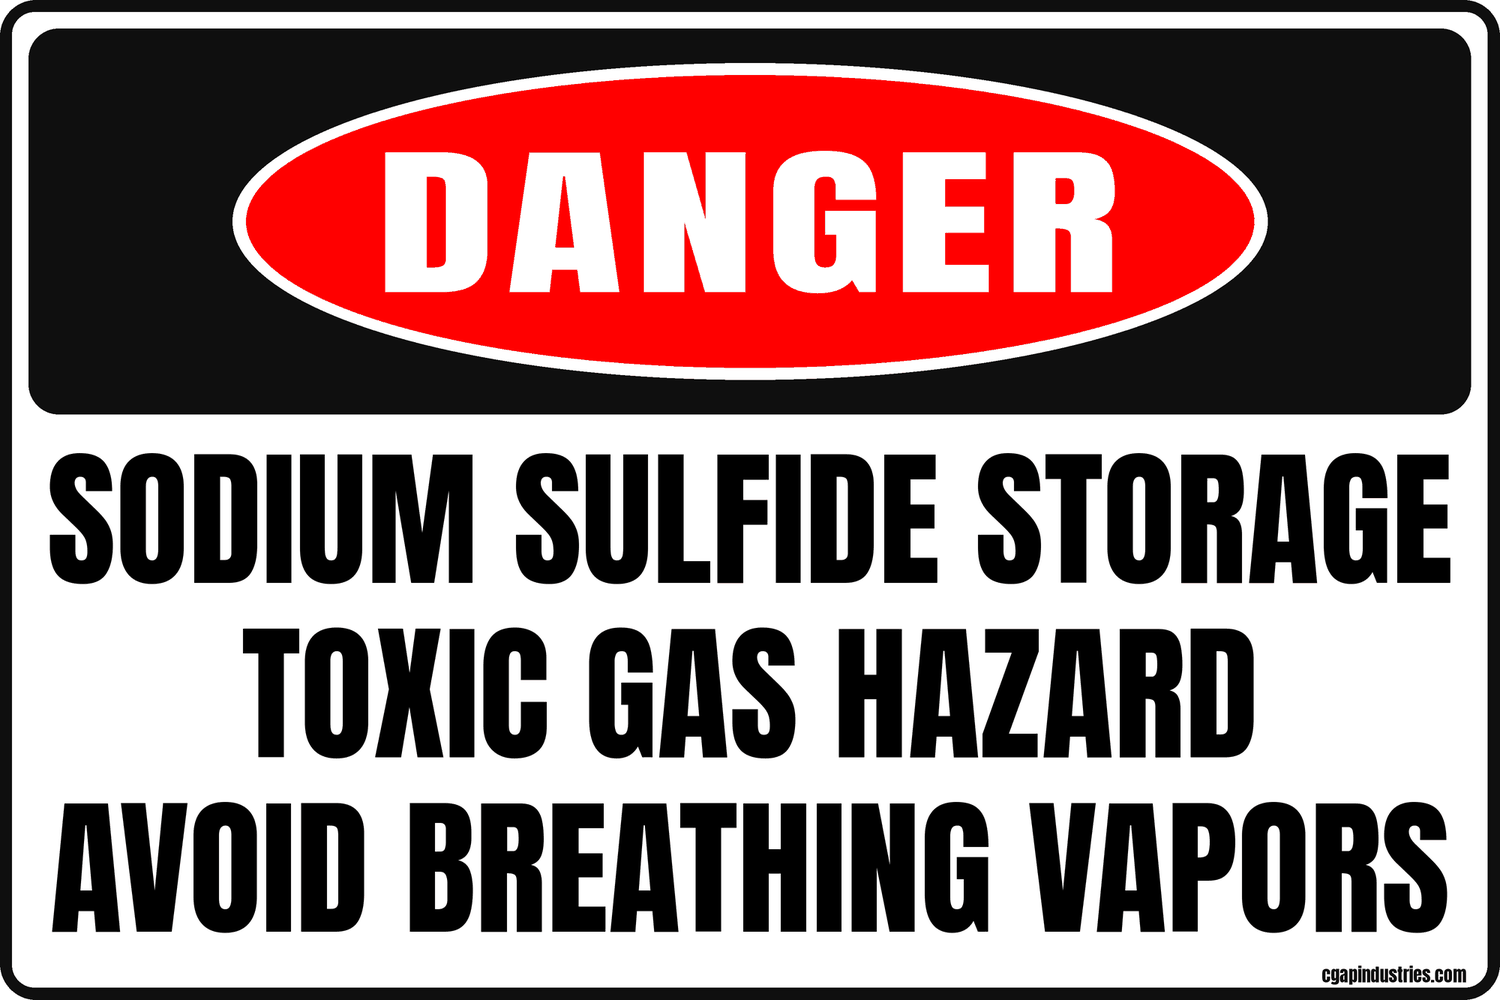 DANGER
SODIUM SULFIDE STORAGE
TOXIC GAS HAZARD
AVOID BREATHING VAPORS
cgapindustries.com